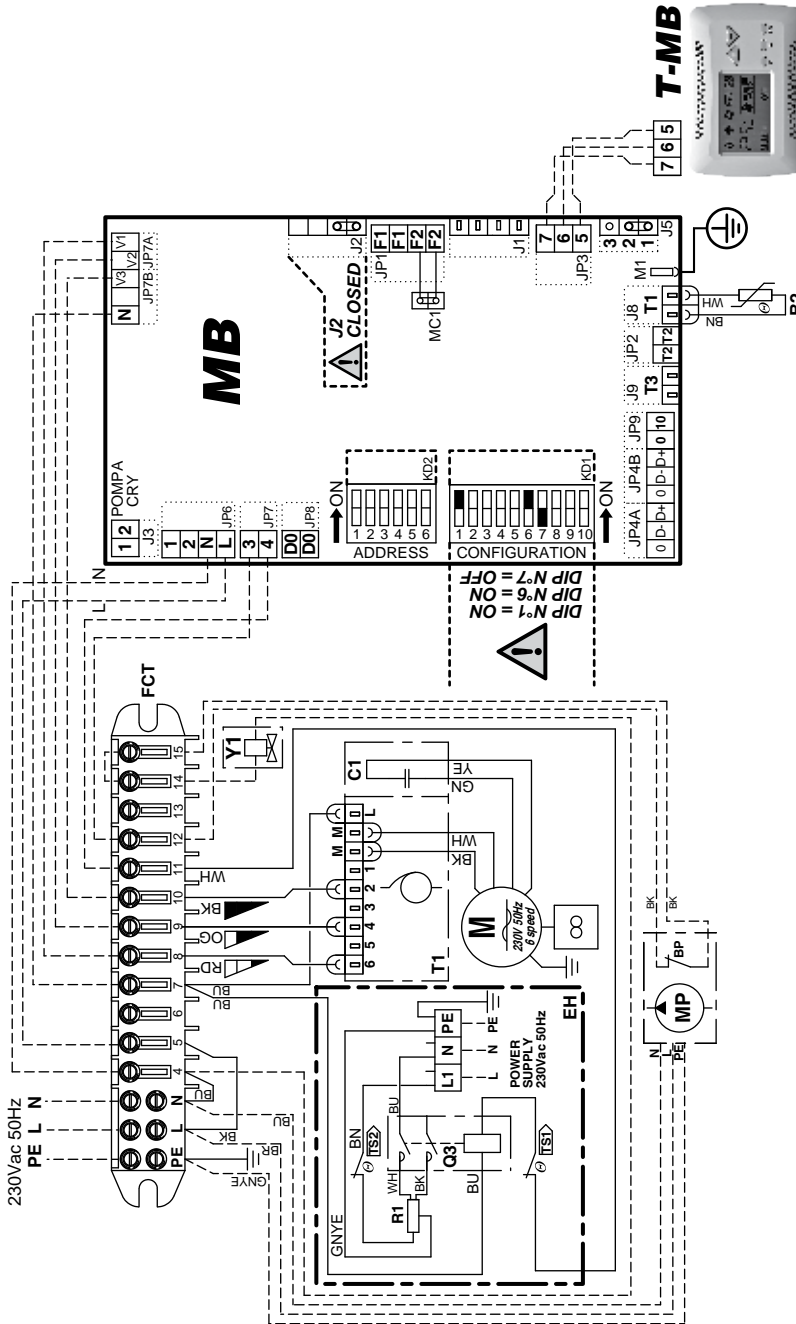 T-MB
7 6 5
V1
V2
V3
JP7A
JP7B
N
MB
J2
CLOSED
J2
JP1
F1
F1
F2
F2
MC1
J1
7
6
5
JP3
3
2
1
J5
M1
J8
T1
WH
BN
JP2
T2 T2
J9
T3
JP9
0 10
JP4B
0 D- D+
JP4A
0 D- D+
POMPA
CRY
1 2
J3
1
2
N
L
JP6
3
4
JP7
D0
D0
JP8
ON
1 2 3 4 5 6
ADDRESS
KD2
ON
1 2 3 4 5 6 7 8 9 10
CONFIGURATION
KD1
DIP N°1 = ON
DIP N°6 = ON
DIP N°7 = OFF
L
N
FCT
230Vac 50Hz
PE L N
PE L N 4 5 6 7 8 9 10 11 12 13 14 15
GNYE
BR
BK
BU
BU
BU
BU
RD
OG
BK
WH
Y1
C1
YE
GN
WH
BK
6 5 4 3 2 1 M M L
T1
M
230V 50Hz
6 speed
EH
L1 N PE
L N PE
POWER
SUPPLY
230Vac 50Hz
BN
TS2
BU
WH
BK
Q3
R1
GNYE
BU
TS1
BK
BK
BP
MP
N
L
PE